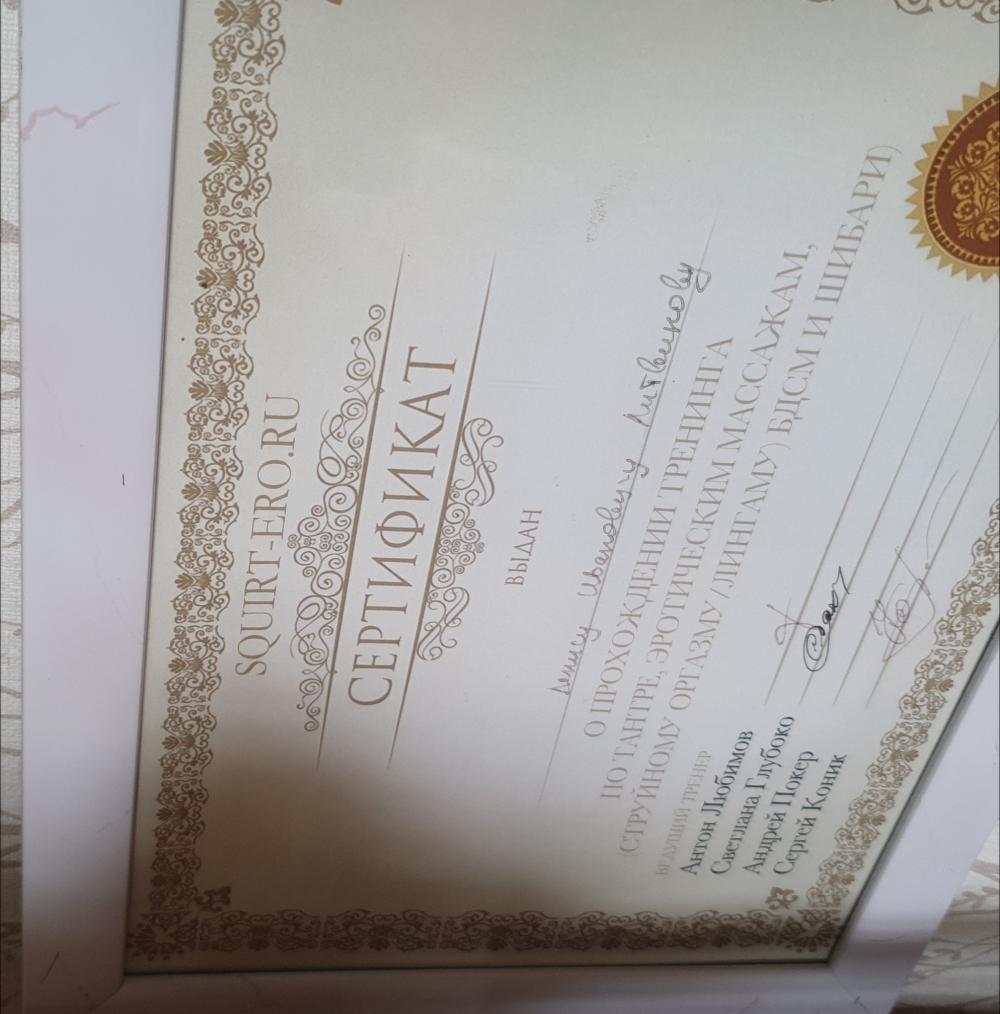 SQUIRT-ERO.RU
СЕРТИФИКАТ
ВЫДАН
Ивановичу Литвинову
О ПРОХОЖДЕНИИ ТРЕНИНГА
ПО ТАНТРЕ, ЭРОТИЧЕСКИМ МАССАЖАМ,
(СТРУЙНОМУ ОРГАЗМУ /ЛИНГАМУ) БДСМ И ШИБАРИ)
ВЕДУЩИЙ ТРЕНЕР
Антон Любимов
Светлана Глубоко
Андрей Покер
Сергей Коник